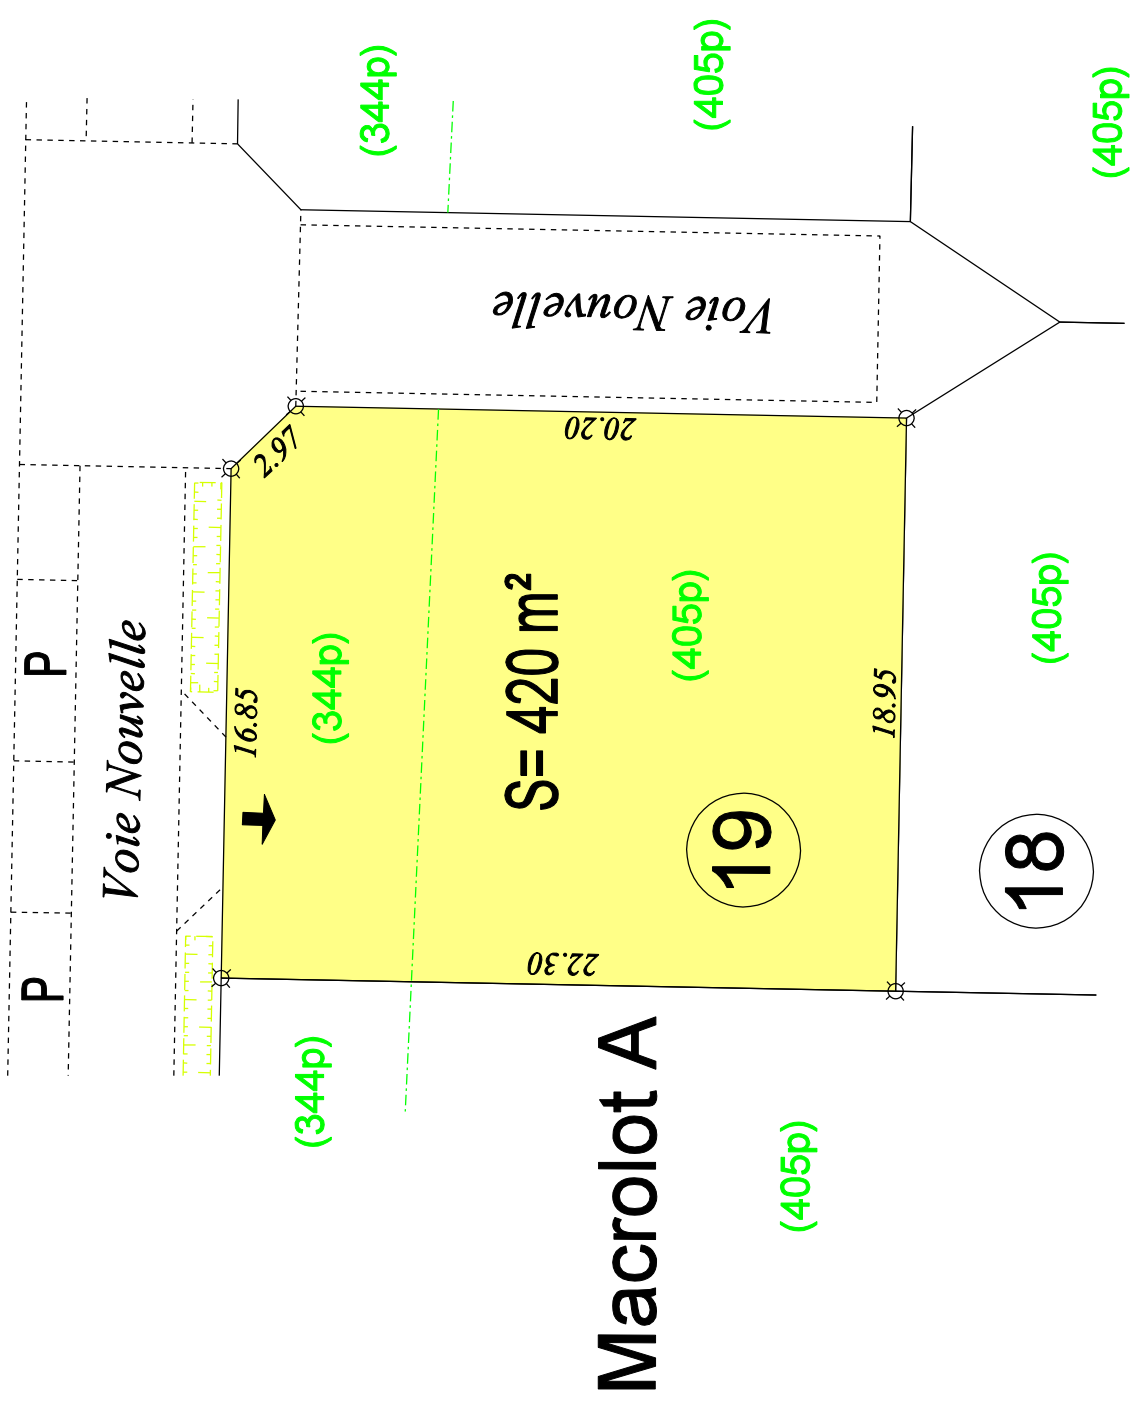 (344p)
(405p)
(405p)
Voie Nouvelle
20.20
2.97
P
Voie Nouvelle
16.85
(344p)
S= 420 m²
(405p)
18.95
(405p)
19
18
22.30
P
(344p)
Macrolot A
(405p)